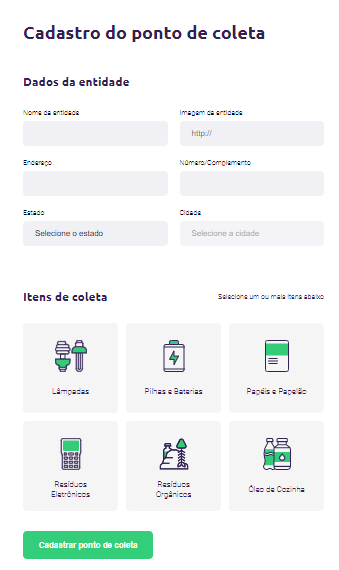 Cadastro do ponto de coleta
Dados da entidade
Nome da entidade
Imagem da entidade
http://
Endereço
Número/Complemento
Estado
Cidade
Selecione o estado
Selecione a cidade
Itens de coleta
Selecione um ou mais itens abaixo
Lâmpadas
Pilhas e Baterias
Papéis e Papelão
Resíduos
Eletrônicos
Resíduos
Orgânicos
Óleo de Cozinha
Cadastrar ponto de coleta